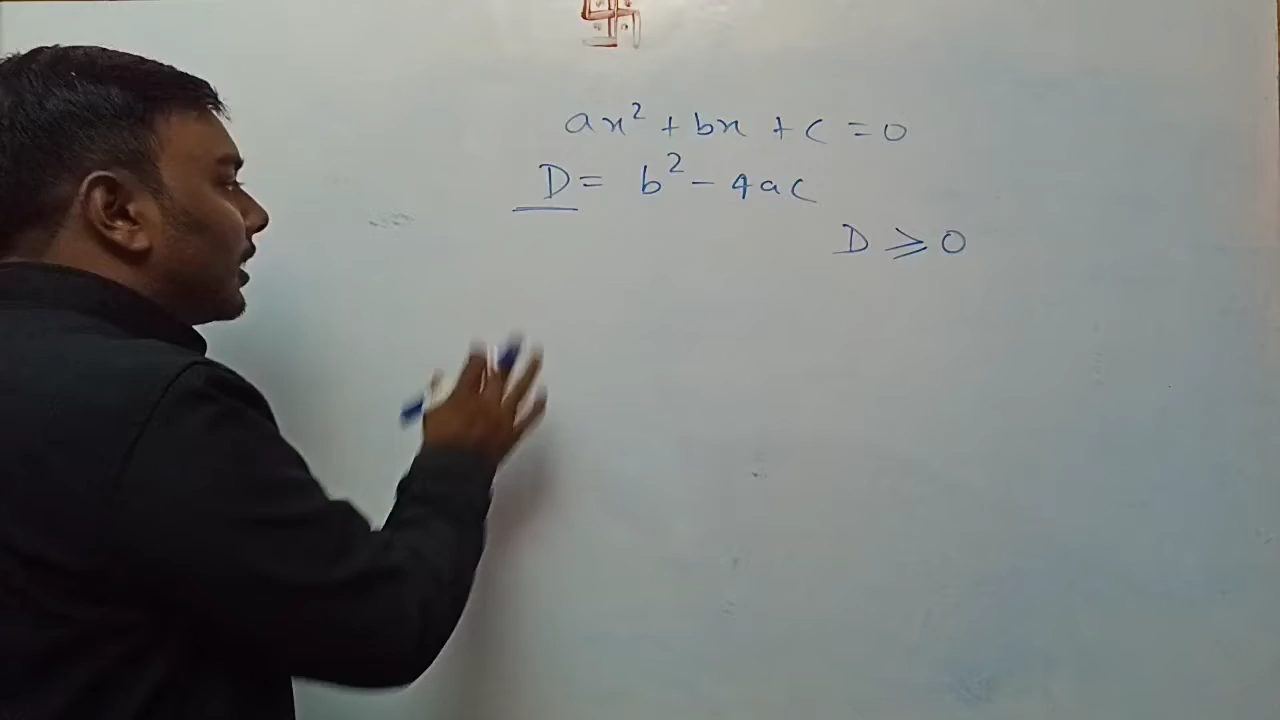 ax² + bx + c = 0
D = b² - 4ac
D ⩾ 0